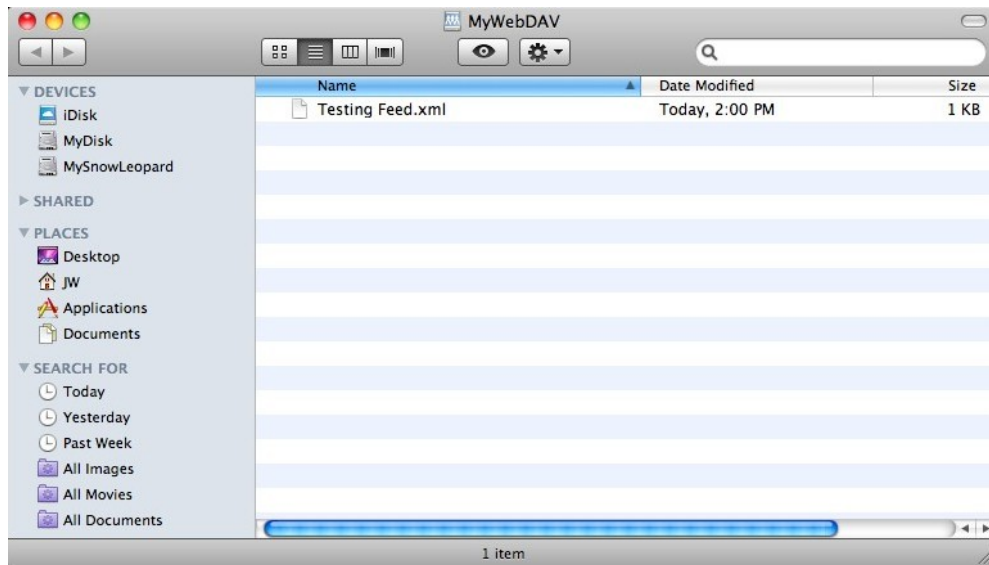 MyWebDAV
DEVICES
iDisk
MyDisk
MySnowLeopard
SHARED
PLACES
Desktop
JW
Applications
Documents
SEARCH FOR
Today
Yesterday
Past Week
All Images
All Movies
All Documents
Name Date Modified Size
Testing Feed.xml Today, 2:00 PM 1 KB
1 item